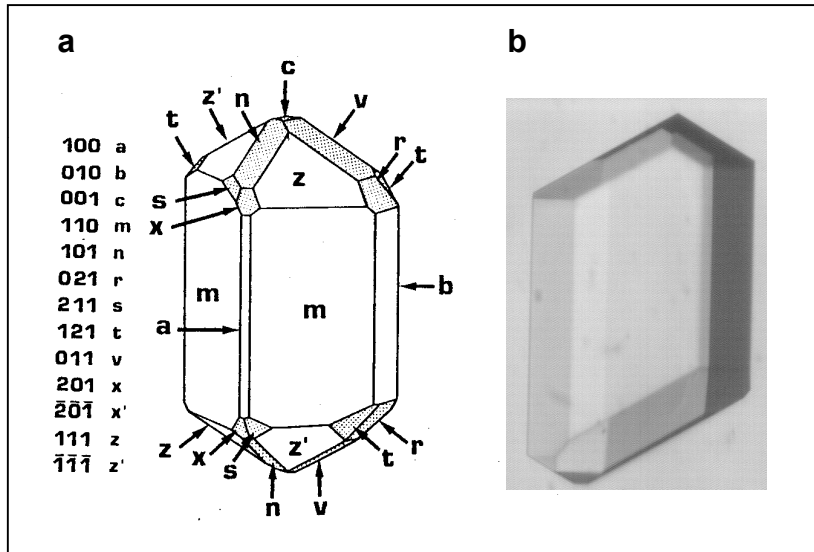 a
b
c
z' n v
t
r t
100 a
010 b
001 c
110 m
101 n
021 r
211 s
121 t
011 v
201 x
2̅0̅1̅ x'
111 z
1̅1̅1̅ z'
z
s
x
m
m
b
a
z x s z' t r
n v